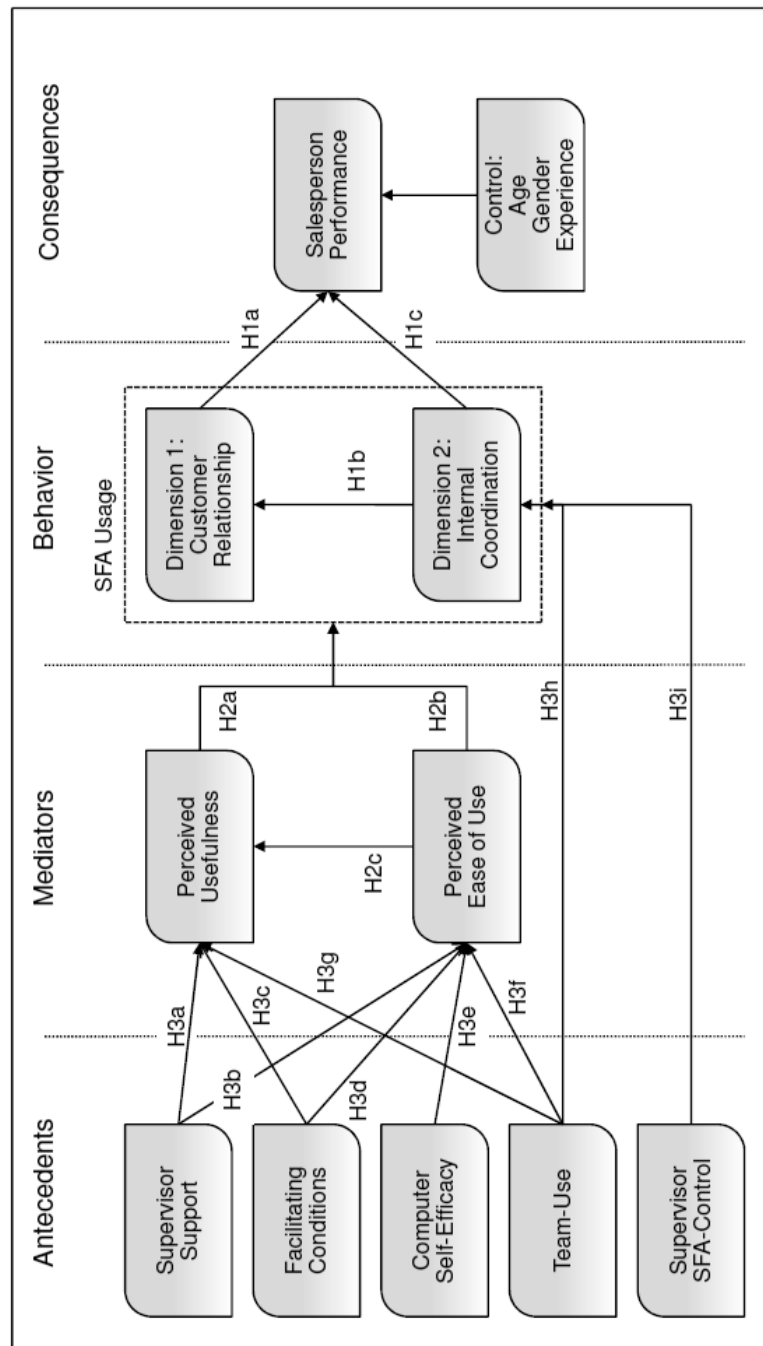 Antecedents
Mediators
Behavior
Consequences
Supervisor
Support
Facilitating
Conditions
Computer
Self-Efficacy
Team-Use
Supervisor
SFA-Control
H3a
H3b
H3c
H3d
H3g
H3e
H3f
H3h
H3i
Perceived
Usefulness
H2c
Perceived
Ease of Use
H2a
H2b
SFA Usage
Dimension 1:
Customer
Relationship
H1b
Dimension 2:
Internal
Coordination
H1a
H1c
Salesperson
Performance
Control:
Age
Gender
Experience